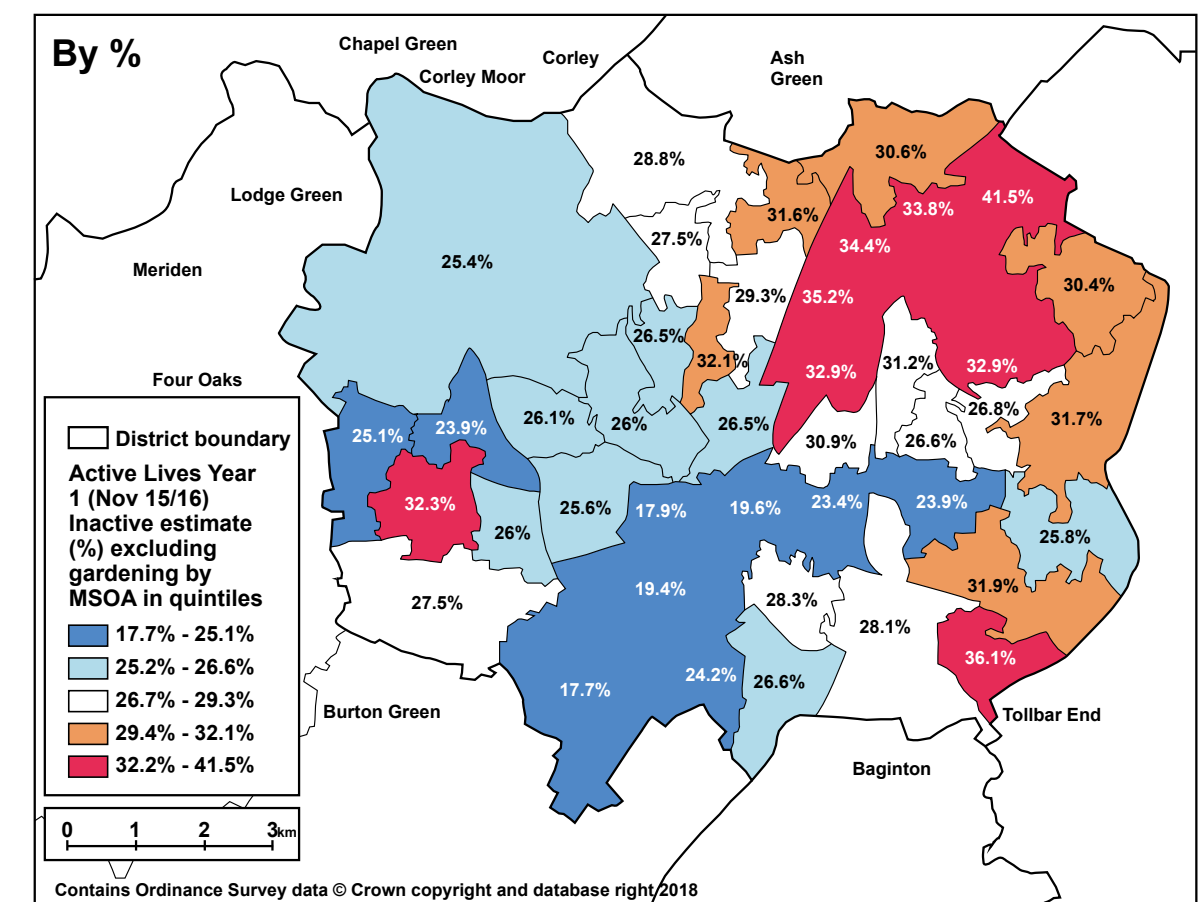 By %
Chapel Green
Corley
Corley Moor
Ash
Green
Lodge Green
Meriden
Four Oaks
Burton Green
Tollbar End
Baginton
28.8%
30.6%
41.5%
33.8%
31.6%
27.5%
34.4%
25.4%
30.4%
29.3%
35.2%
26.5%
32.1%
31.2%
32.9%
32.9%
26.8%
26.1%
26%
26.5%
31.7%
25.1%
23.9%
30.9%
26.6%
32.3%
25.6%
17.9%
19.6%
23.4%
23.9%
26%
25.8%
19.4%
31.9%
27.5%
28.3%
28.1%
36.1%
17.7%
24.2%
26.6%
District boundary
Active Lives Year
1 (Nov 15/16)
Inactive estimate
(%) excluding
gardening by
MSOA in quintiles
17.7% - 25.1%
25.2% - 26.6%
26.7% - 29.3%
29.4% - 32.1%
32.2% - 41.5%
0 1 2 3km
Contains Ordinance Survey data © Crown copyright and database right 2018